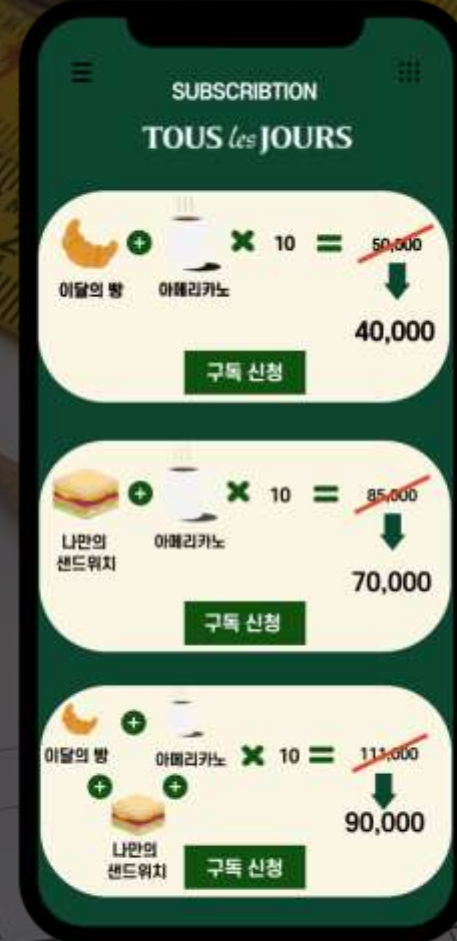 SUBSCRIBTION
TOUS les JOURS
이달의 빵
아메리카노
10
50,000
40,000
구독 신청
나만의
샌드위치
아메리카노
10
85,000
70,000
구독 신청
이달의 빵
아메리카노
10
111,000
90,000
나만의
샌드위치
구독 신청